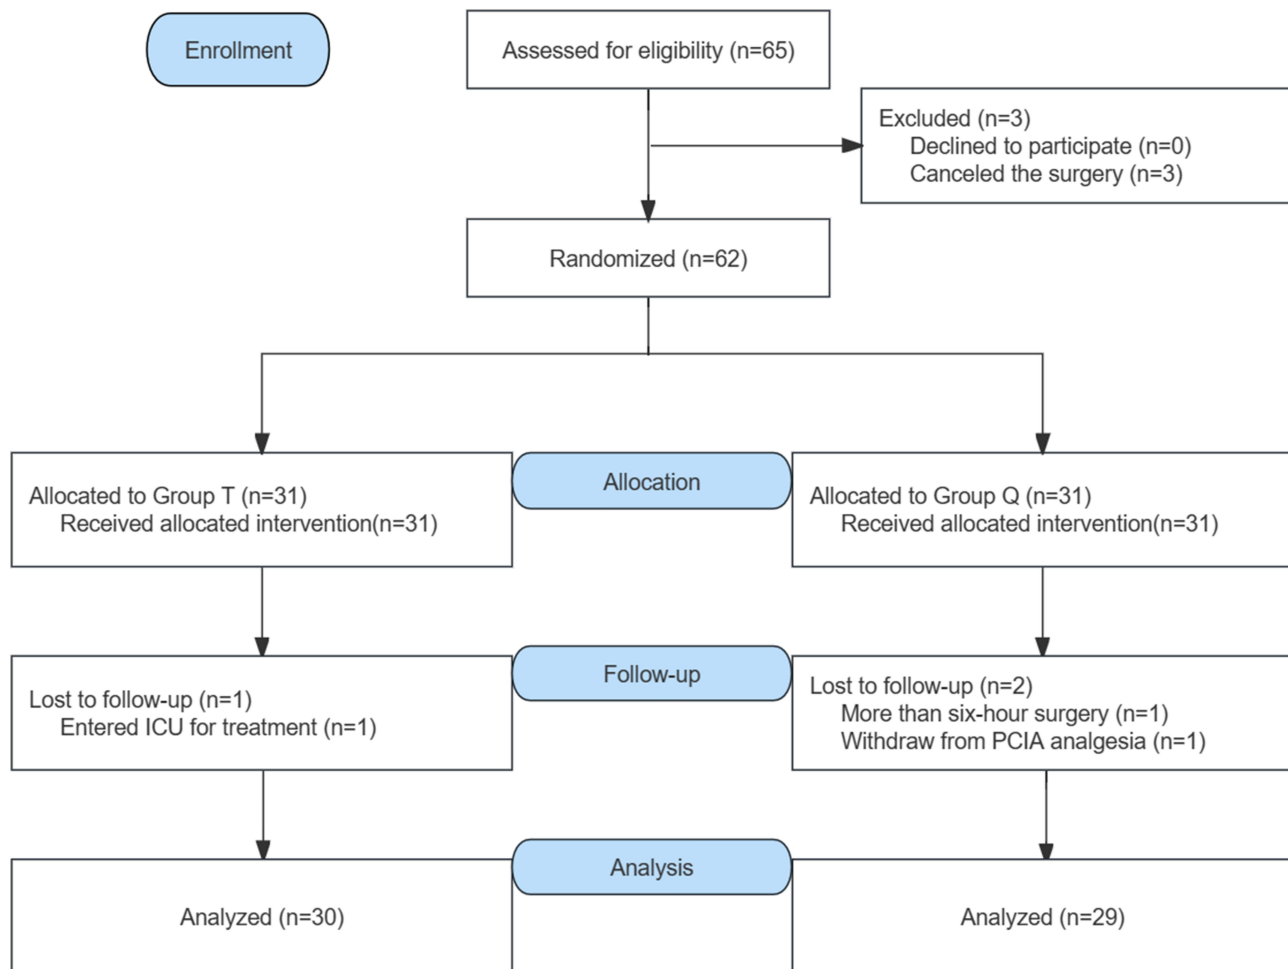 Enrollment
Assessed for eligibility (n=65)
Excluded (n=3)
Declined to participate (n=0)
Canceled the surgery (n=3)
Randomized (n=62)
Allocated to Group T (n=31)
Received allocated intervention(n=31)
Allocation
Allocated to Group Q (n=31)
Received allocated intervention(n=31)
Lost to follow-up (n=1)
Entered ICU for treatment (n=1)
Follow-up
Lost to follow-up (n=2)
More than six-hour surgery (n=1)
Withdraw from PCIA analgesia (n=1)
Analyzed (n=30)
Analysis
Analyzed (n=29)